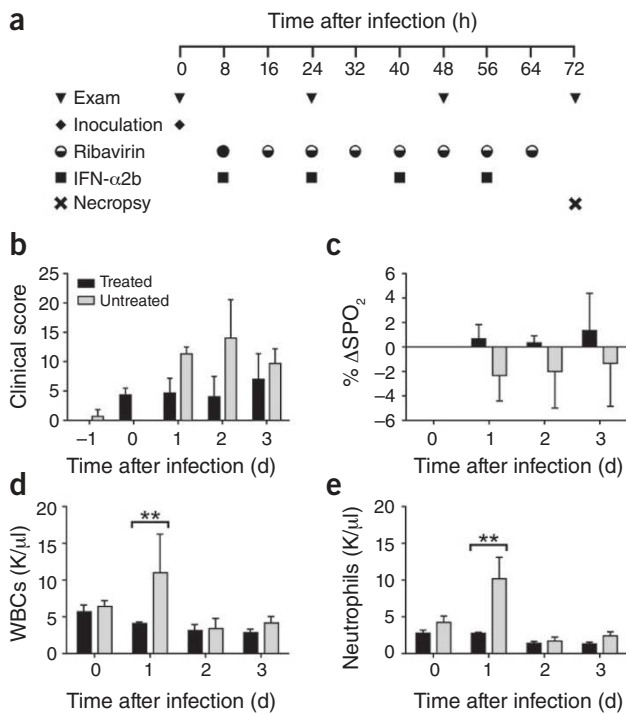 a
Time after infection (h)
0 8 16 24 32 40 48 56 64 72
Exam
Inoculation
Ribavirin
IFN-α2b
Necropsy
b
Clinical score
25
20
15
10
5
0
Treated
Untreated
–1 0 1 2 3
Time after infection (d)
c
% ΔSPO2
6
4
2
0
–2
–4
–6
0 1 2 3
Time after infection (d)
d
WBCs (K/µl)
20
15
10
5
0
**
0 1 2 3
Time after infection (d)
e
Neutrophils (K/µl)
20
15
10
5
0
**
0 1 2 3
Time after infection (d)